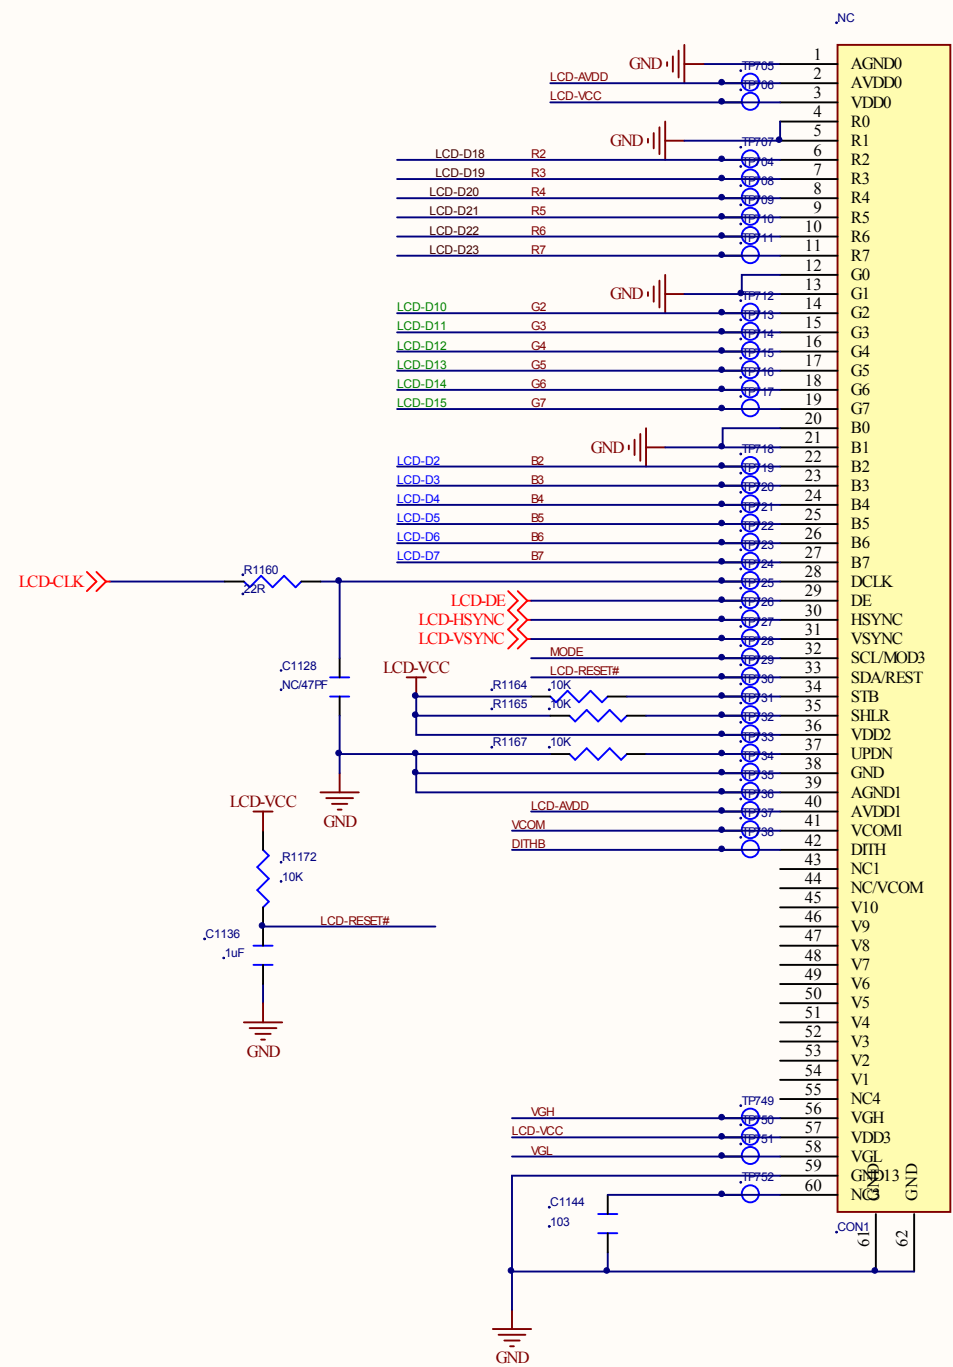 .NC
GND 1 AGND0
LCD-AVDD .TP705 2 AVDD0
LCD-VCC .TP706 3 VDD0
4 R0
GND 5 R1
LCD-D18 R2 .TP707 6 R2
LCD-D19 R3 .TP704 7 R3
LCD-D20 R4 .TP708 8 R4
LCD-D21 R5 .TP709 9 R5
LCD-D22 R6 .TP710 10 R6
LCD-D23 R7 .TP711 11 R7
12 G0
GND 13 G1
LCD-D10 G2 .TP712 14 G2
LCD-D11 G3 .TP713 15 G3
LCD-D12 G4 .TP714 16 G4
LCD-D13 G5 .TP715 17 G5
LCD-D14 G6 .TP716 18 G6
LCD-D15 G7 .TP717 19 G7
20 B0
GND 21 B1
LCD-D2 B2 .TP718 22 B2
LCD-D3 B3 .TP719 23 B3
LCD-D4 B4 .TP720 24 B4
LCD-D5 B5 .TP721 25 B5
LCD-D6 B6 .TP722 26 B6
LCD-D7 B7 .TP723 27 B7
LCD-CLK .R1160 .22R .TP724 28 DCLK
LCD-DE .TP725 29 DE
LCD-HSYNC .TP726 30 HSYNC
LCD-VSYNC .TP727 31 VSYNC
MODE .TP728 32 SCL/MOD3
LCD-RESET# .TP729 33 SDA/REST
.C1128
.NC/47PF
LCD-VCC
.R1164 .10K .TP730 34 STB
.R1165 .10K .TP731 35 SHLR
.TP732 36 VDD2
.R1167 .10K .TP733 37 UPDN
.TP734 38 GND
.TP735 39 AGND1
GND
LCD-AVDD .TP736 40 AVDD1
VCOM .TP737 41 VCOM1
DITHB .TP738 42 DITH
LCD-VCC
.R1172
.10K
LCD-RESET#
.C1136
.1uF
GND
43 NC1
44 NC/VCOM
45 V10
46 V9
47 V8
48 V7
49 V6
50 V5
51 V4
52 V3
53 V2
54 V1
55 NC4
VGH .TP749 56 VGH
LCD-VCC .TP750 57 VDD3
VGL .TP751 58 VGL
59 GND13
.TP752 60 NC3
.C1144
.103
GND GND
.CON1
61 62
GND